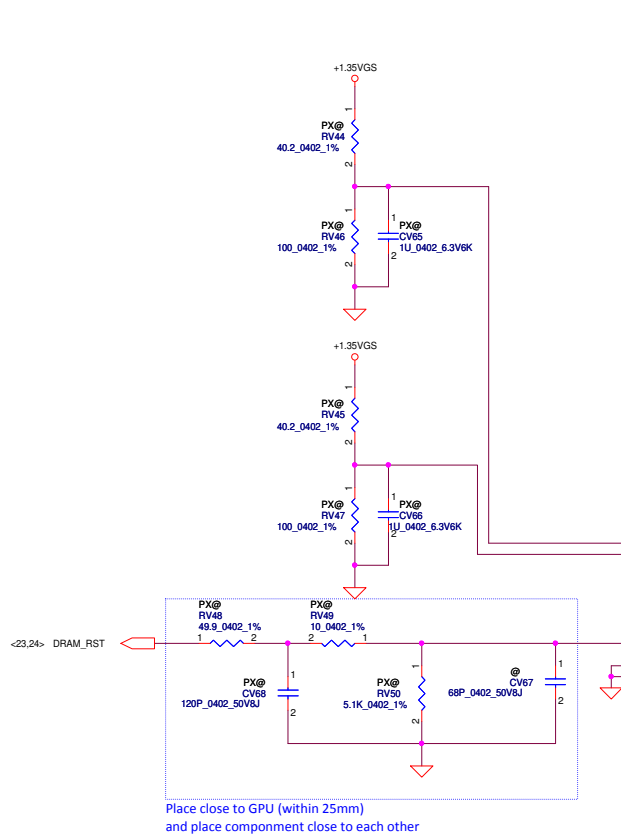 +1.35VGS
1
PX@
RV44
40.2_0402_1%
2
1
PX@
RV46
100_0402_1%
2
1
PX@
CV65
1U_0402_6.3V6K
2
+1.35VGS
1
PX@
RV45
40.2_0402_1%
2
1
PX@
RV47
100_0402_1%
2
1
PX@
CV66
1U_0402_6.3V6K
2
<23,24> DRAM_RST
PX@
RV48
49.9_0402_1%
1 2
PX@
RV49
10_0402_1%
2 1
PX@
CV68
120P_0402_50V8J
1
2
PX@
RV50
5.1K_0402_1%
1
2
@
CV67
68P_0402_50V8J
1
2
Place close to GPU (within 25mm)
and place componment close to each other